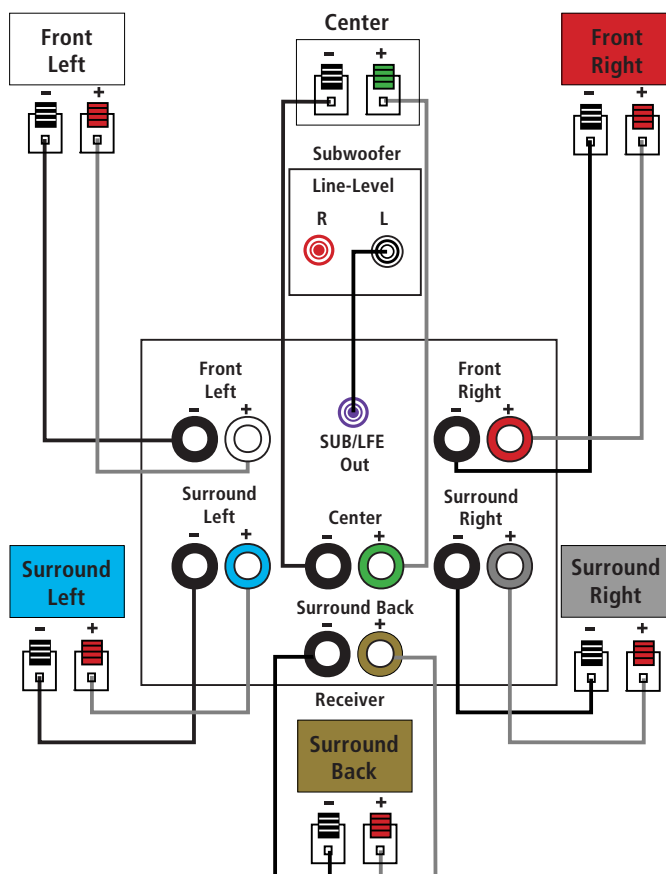 Front
Left
- +
Center
- +
Front
Right
- +
Subwoofer
Line-Level
R L
Front
Left
- +
SUB/LFE
Out
Front
Right
- +
Surround
Left
- +
Center
- +
Surround
Right
- +
Surround
Left
- +
Surround
Right
- +
Surround Back
- +
Receiver
Surround
Back
- +